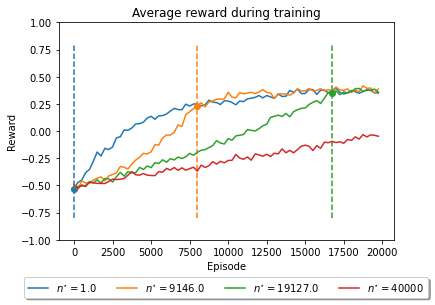 Average reward during training
1.00
0.75
0.50
0.25
0.00
−0.25
−0.50
−0.75
−1.00
Reward
0 2500 5000 7500 10000 12500 15000 17500 20000
Episode
n* = 1.0 n* = 9146.0 n* = 19127.0 n* = 40000